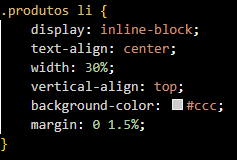 .produtos li {
display: inline-block;
text-align: center;
width: 30%;
vertical-align: top;
background-color: #ccc;
margin: 0 1.5%;
}